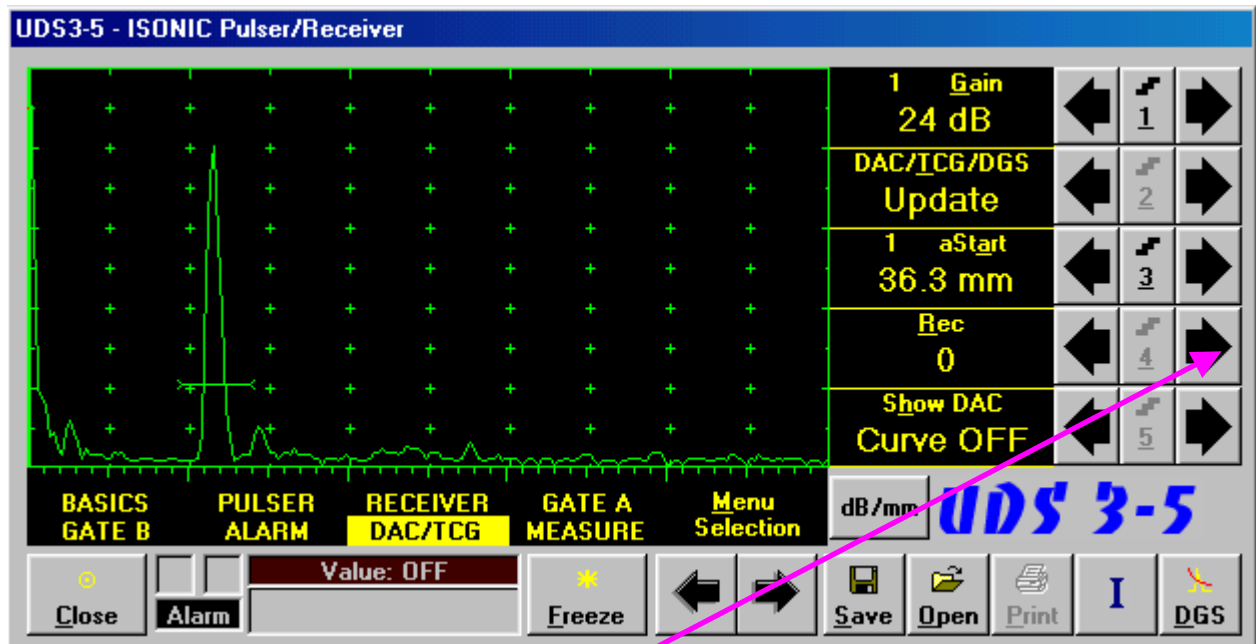 UDS3-5 - ISONIC Pulser/Receiver
1 Gain
24 dB
1
DAC/TCG/DGS
Update
2
1 aStart
36.3 mm
3
Rec
0
4
Show DAC
Curve OFF
5
BASICS PULSER RECEIVER GATE A Menu
GATE B ALARM DAC/TCG MEASURE Selection
dB/mm
UDS 3-5
Value: OFF
Close Alarm Freeze Save Open Print I DGS